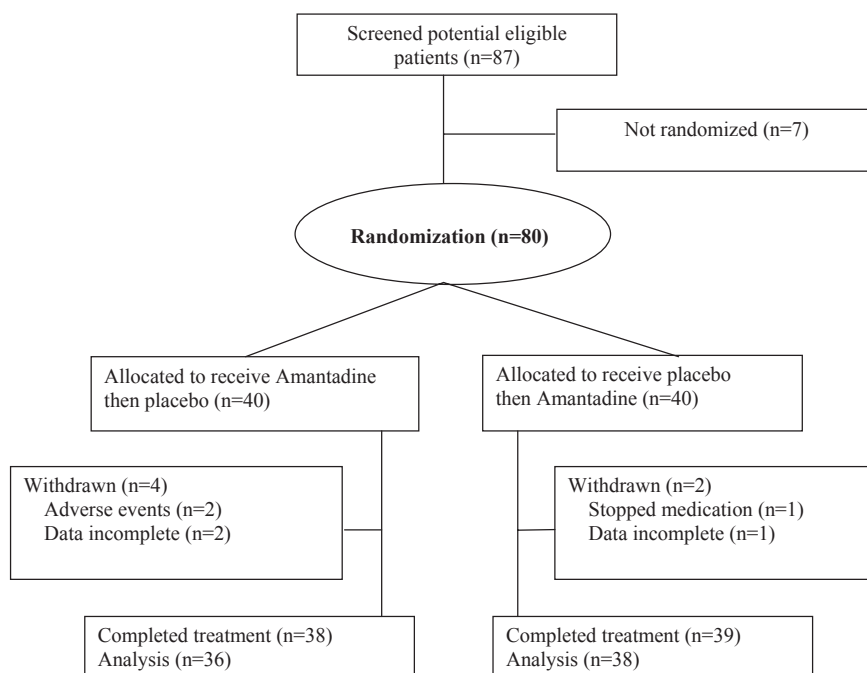 Screened potential eligible
patients (n=87)
Not randomized (n=7)
Randomization (n=80)
Allocated to receive Amantadine
then placebo (n=40)
Allocated to receive placebo
then Amantadine (n=40)
Withdrawn (n=4)
Adverse events (n=2)
Data incomplete (n=2)
Withdrawn (n=2)
Stopped medication (n=1)
Data incomplete (n=1)
Completed treatment (n=38)
Analysis (n=36)
Completed treatment (n=39)
Analysis (n=38)